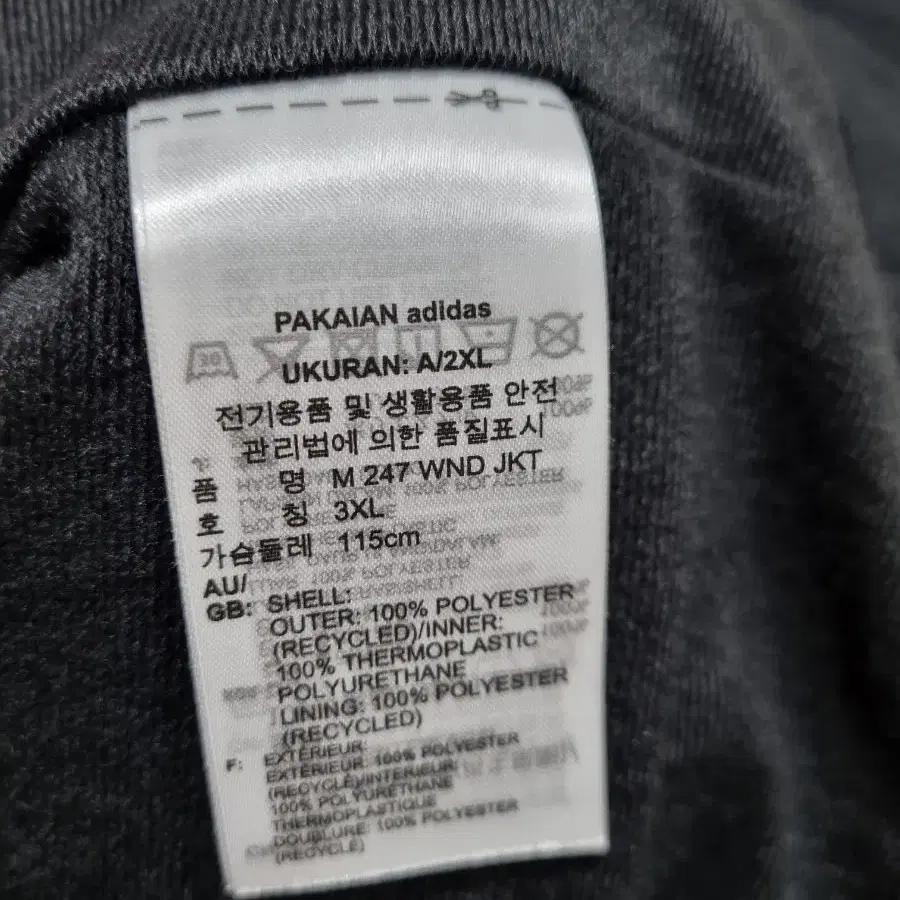 PAKAIAN adidas
UKURAN: A/2XL
전기용품 및 생활용품 안전
관리법에 의한 품질표시
품 명 M 247 WND JKT
호 칭 3XL
가슴둘레 115cm
AU/
GB: SHELL:
OUTER: 100% POLYESTER
(RECYCLED)/INNER:
100% THERMOPLASTIC
POLYURETHANE
LINING: 100% POLYESTER
(RECYCLED)
F: EXTÉRIEUR:
EXTÉRIEUR: 100% POLYESTER
(RECYCLÉ)/INTÉRIEUR:
100% POLYURÉTHANE
THERMOPLASTIQUE
DOUBLURE: 100% POLYESTER
(RECYCLÉ)